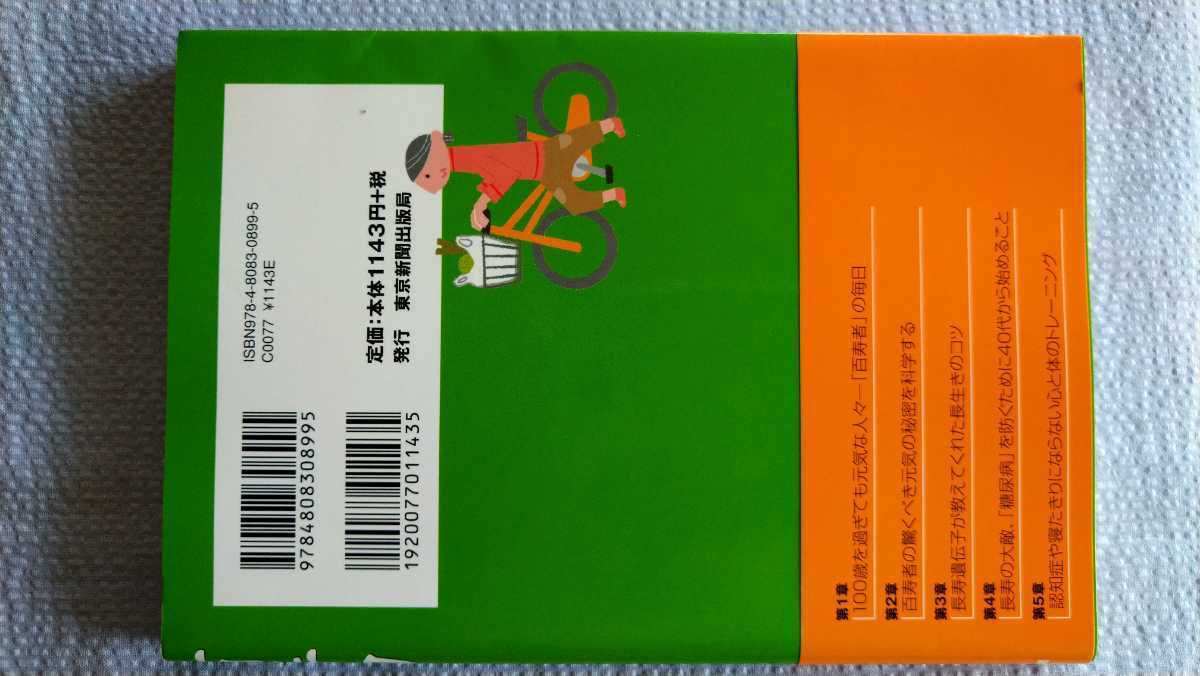 9784808308995
1920077011435
ISBN978-4-8083-0899-5
C0077 ¥1143E
定価：本体1143円+税
発行　東京新聞出版局
第1章
100歳を過ぎても元気な人々―「百寿者」の毎日
第2章
百寿者の驚くべき元気の秘密を科学する
第3章
長寿遺伝子が教えてくれた長生きのコツ
第4章
長寿の大敵、「糖尿病」を防ぐために40代から始めること
第5章
認知症や寝たきりにならない心と体のトレーニング